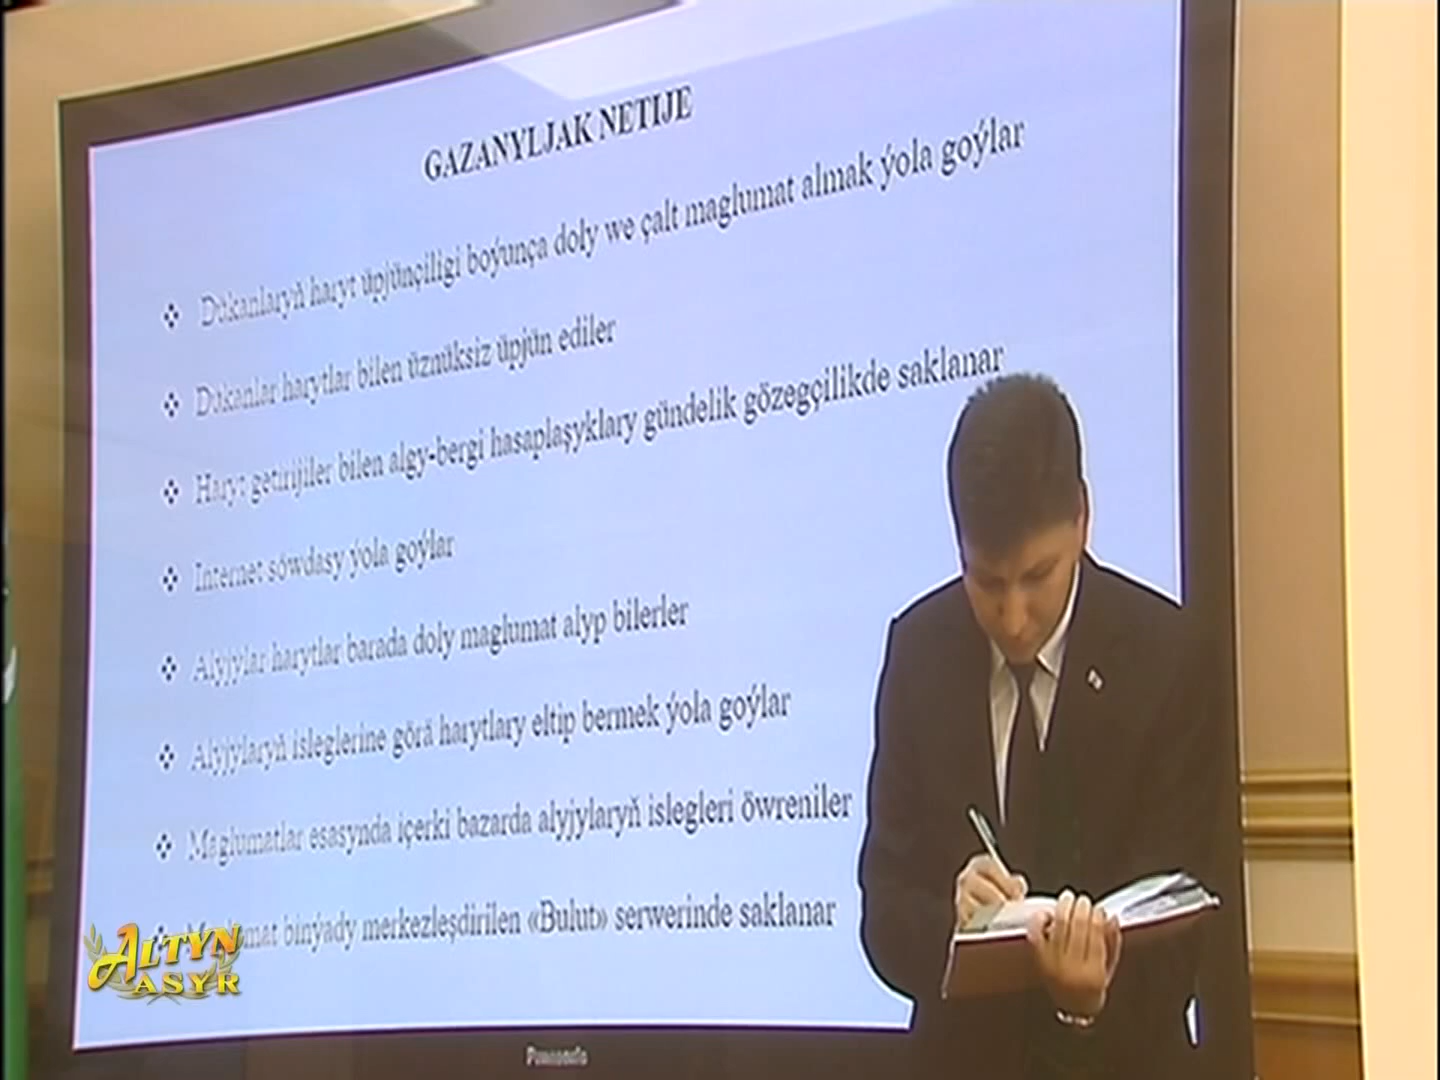 GAZANYLJAK NETIJE
Dükanlaryň haryt üpjünçiligi boýunça doly we çalt maglumat almak ýola goýlar
Dükanlar harytlar bilen üznüksiz üpjün ediler
Haryt getirijiler bilen algy-bergi hasaplaşyklary gündelik gözegçilikde saklanar
Internet söwdasy ýola goýlar
Alyjylar harytlar barada doly maglumat alyp bilerler
Alyjylaryň isleglerine görä harytlary eltip bermek ýola goýlar
Maglumatlar esasynda içerki bazarda alyjylaryň islegleri öwreniler
binýady merkezleşdirilen «Bulut» serwerinde saklanar
ALTYN
ASYR
Panasonic